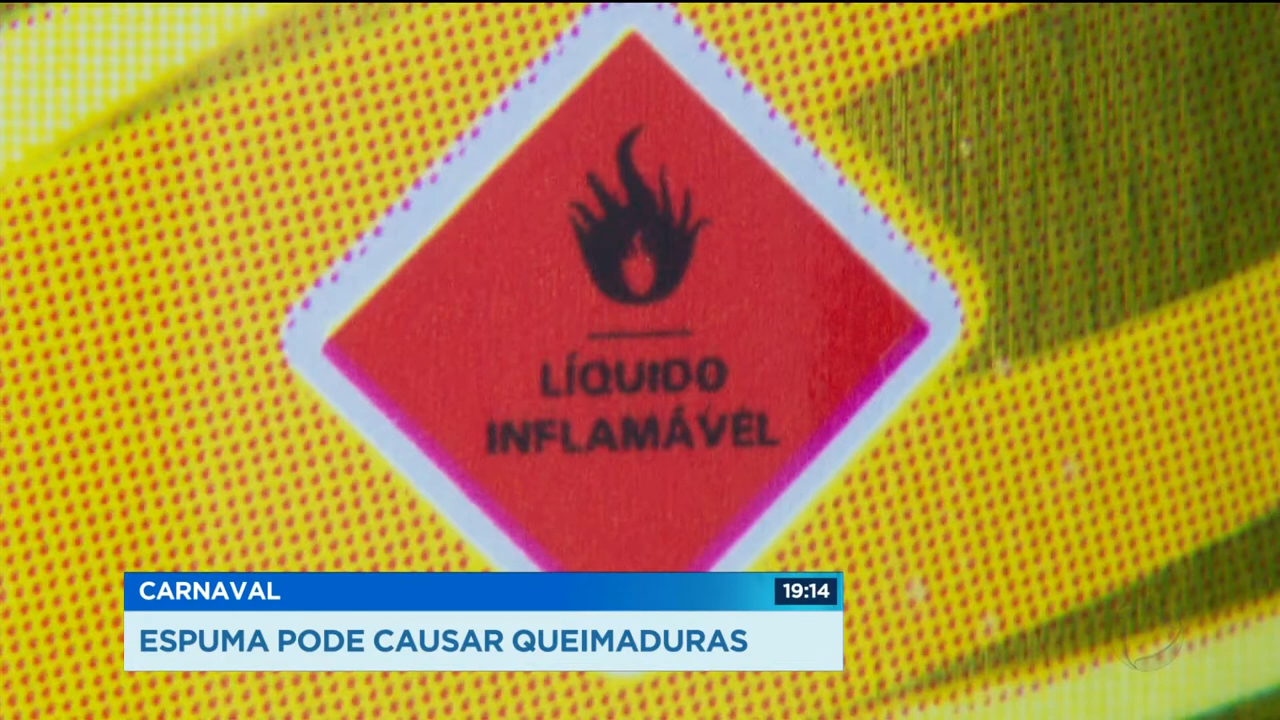 LÍQUIDO
INFLAMÁVEL
CARNAVAL
19:14
ESPUMA PODE CAUSAR QUEIMADURAS